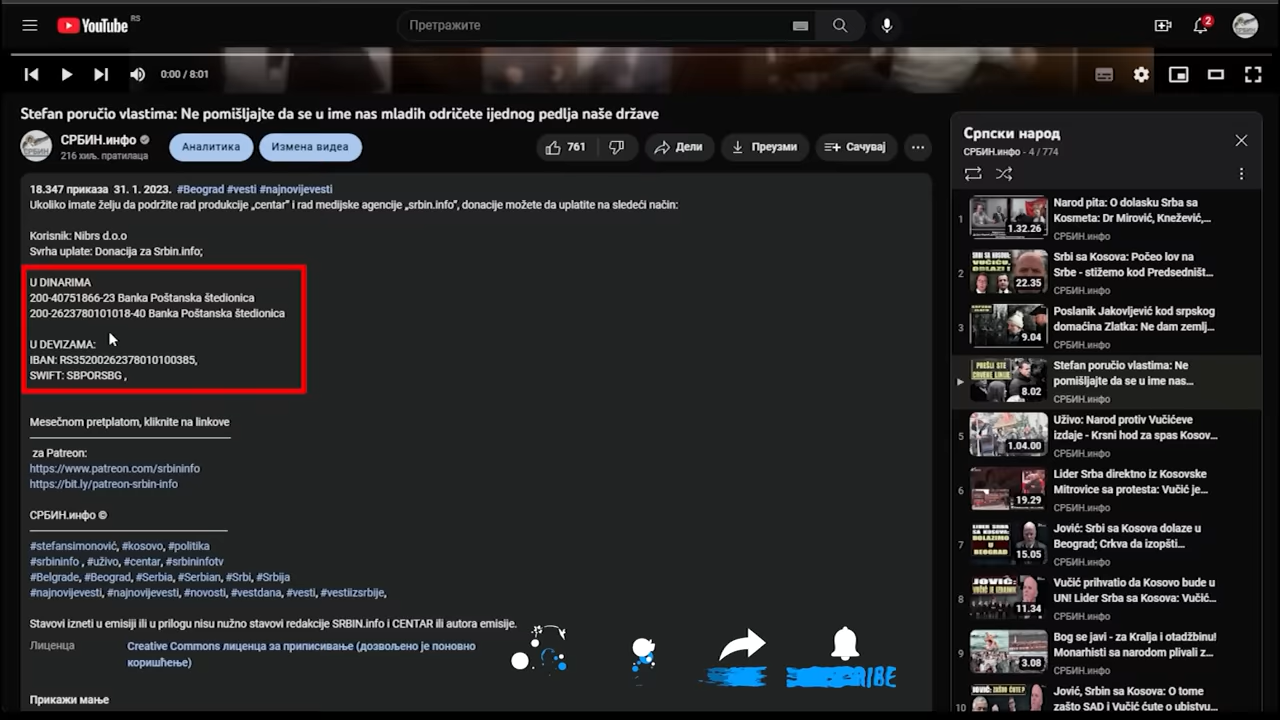 YouTube RS
Претражите
2
0:00 / 8:01
Stefan poručio vlastima: Ne pomišljajte da se u ime nas mladih odričete ijednog pedlja naše države
СРБИН.инфо
216 хиљ. пратилаца
Аналитика
Измена видеа
761
Дели
Преузми
Сачувај
18.347 приказа 31. 1. 2023. #Beograd #vesti #najnovijevesti
Ukoliko imate želju da podržite rad produkcije „centar" i rad medijske agencije „srbin.info", donacije možete da uplatite na sledeći način:
Korisnik: Nibrs d.o.o
Svrha uplate: Donacija za Srbin.info;
U DINARIMA
200-40751866-23 Banka Poštanska štedionica
200-2623780101018-40 Banka Poštanska štedionica
U DEVIZAMA:
IBAN: RS35200262378010100385,
SWIFT: SBPORSBG ,
Mesečnom pretplatom, kliknite na linkove
za Patreon:
https://www.patreon.com/srbininfo
https://bit.ly/patreon-srbin-info
СРБИН.инфо ©
#stefansimonović, #kosovo, #politika
#srbininfo , #uživo, #centar, #srbininfotv
#Belgrade, #Beograd, #Serbia, #Serbian, #Srbi, #Srbija
#najnovijevesti, #najnovijevesti, #novosti, #vestdana, #vesti, #vestiizsrbije,
Stavovi izneti u emisiji ili u prilogu nisu nužno stavovi redakcije SRBIN.info i CENTAR ili autora emisije.
Лиценца
Creative Commons лиценца за приписивање (дозвољено је поновно
коришћење)
Прикажи мање
Српски народ
СРБИН.инфо - 4 / 774
1
1.32.26
Narod pita: O dolasku Srba sa
Kosmeta: Dr Mirović, Knežević,...
СРБИН.инфо
2
22.35
Srbi sa Kosova: Počeo lov na
Srbe - stižemo kod Predsedništ...
СРБИН.инфо
3
9.04
Poslanik Jakovljević kod srpskog
domaćina Zlatka: Ne dam zemlj...
СРБИН.инфо
PREŠLI STE
CRVENE LINIJE
8.02
Stefan poručio vlastima: Ne
pomišljajte da se u ime nas...
СРБИН.инфо
5
1.04.00
Uživo: Narod protiv Vučićeve
izdaje - Krsni hod za spas Kosov...
СРБИН.инфо
6
19.29
Lider Srba direktno iz Kosovske
Mitrovice sa protesta: Vučić je...
СРБИН.инфо
7
15.05
Jović: Srbi sa Kosova dolaze u
Beograd; Crkva da izopšti...
СРБИН.инфо
8
11.34
Vučić prihvatio da Kosovo bude u
UN! Lider Srba sa Kosova: Vučić...
СРБИН.инфо
9
3.08
Bog se javi - za Kralja i otadžbinu!
Monarhisti sa narodom plivali z...
СРБИН.инфо
10
Jović, Srbin sa Kosova: O tome
zašto SAD i Vučić ćute o ubistvu...